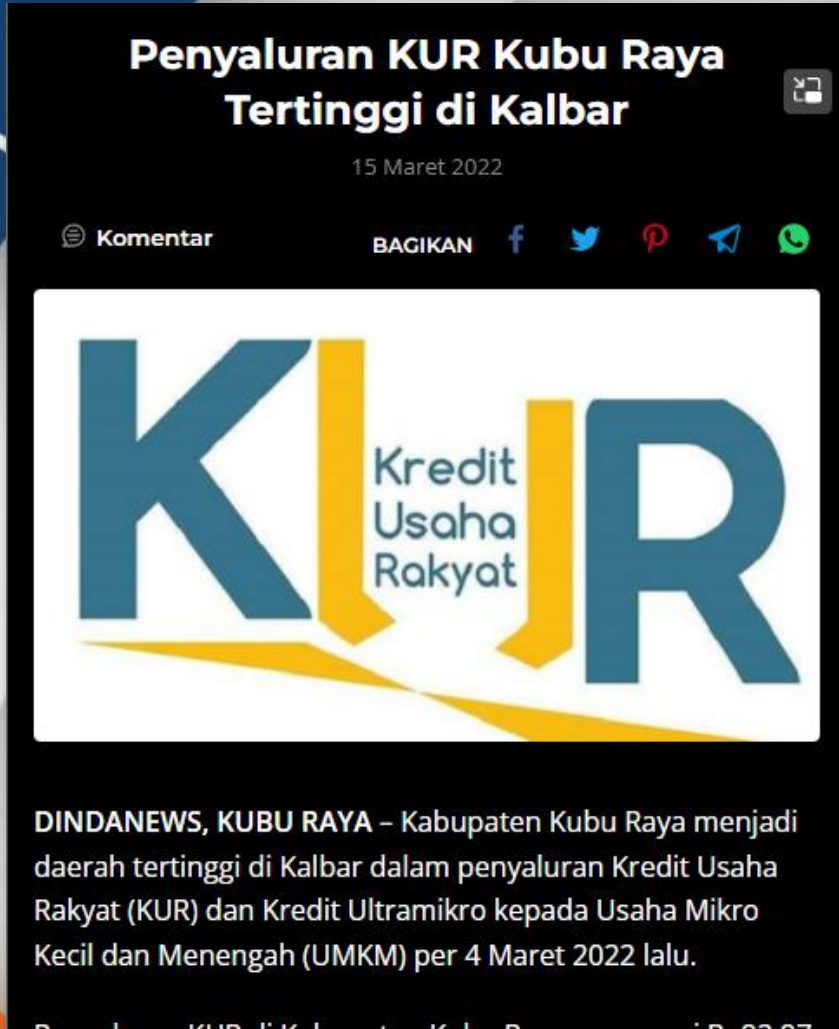 Penyaluran KUR Kubu Raya
Tertinggi di Kalbar
15 Maret 2022
Komentar
BAGIKAN
KUR
Kredit
Usaha
Rakyat
DINDANEWS, KUBU RAYA – Kabupaten Kubu Raya menjadi
daerah tertinggi di Kalbar dalam penyaluran Kredit Usaha
Rakyat (KUR) dan Kredit Ultramikro kepada Usaha Mikro
Kecil dan Menengah (UMKM) per 4 Maret 2022 lalu.